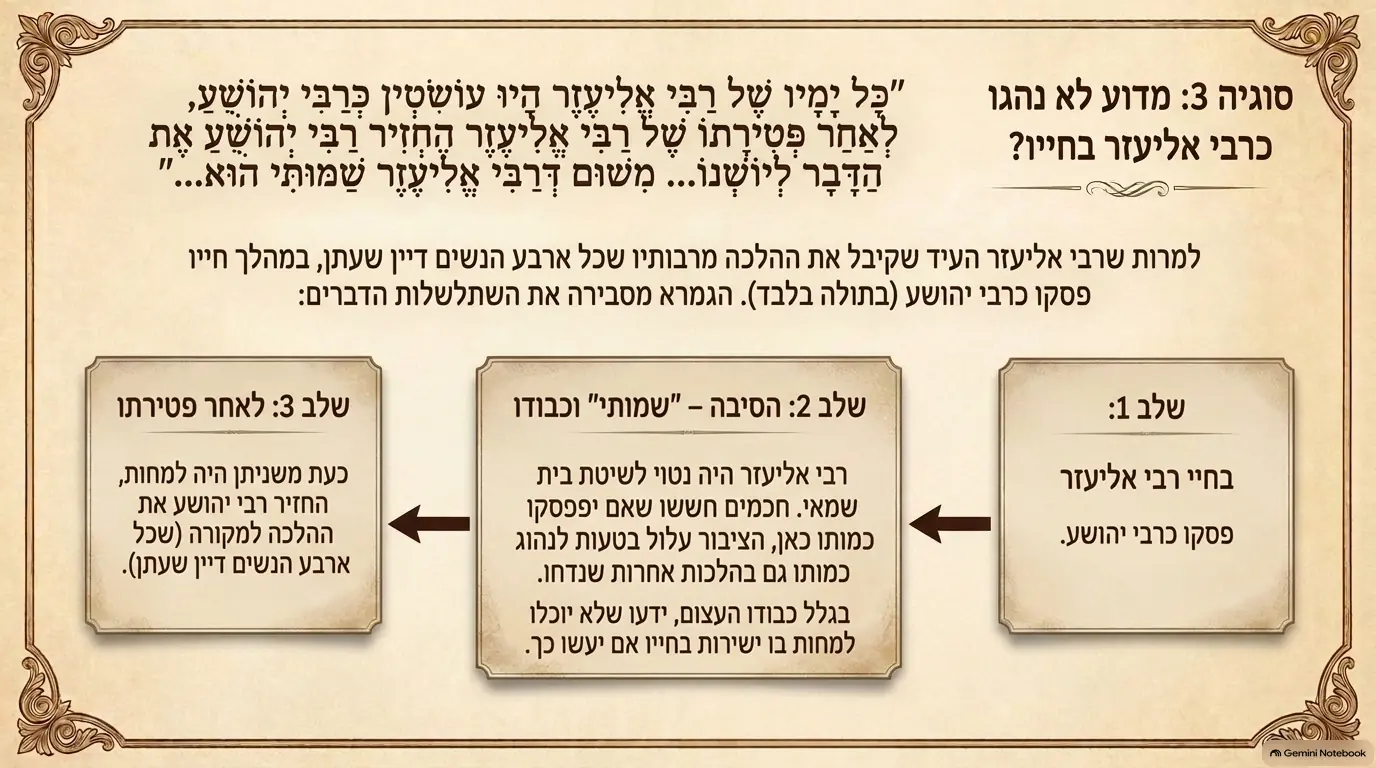 סוגיה 3: מדוע לא נהגו
כרבי אליעזר בחייו?
"כׇּל יָמָיו שֶׁל רַבִּי אֱלִיעֶזֶר הָיוּ עוֹשִׂטִין כְּרַבִּי יְהוֹשֻׁעַ,
לְאַחַר פְּטִירָתוֹ שֶׁל רַבִּי אֱלִיעֶזֶר הֶחְזִיר רַבִּי יְהוֹשֻׁעַ אֶת
הַדָּבָר לְיוֹשְׁנוֹ... מִשּׁוּם דְּרַבִּי אֱלִיעֶזֶר שַׁמּוּתִּי הוּא..."
למרות שרבי אליעזר העיד שקיבל את ההלכה מרבותיו שכל ארבע הנשים דיין שעתן, במהלך חייו
פסקו כרבי יהושע (בתולה בלבד). הגמרא מסבירה את השתלשלות הדברים:
שלב 1:
בחיי רבי אליעזר
פסקו כרבי יהושע.
שלב 2: הסיבה – "שמותי" וכבודו
רבי אליעזר היה נטוי לשיטת בית
שמאי. חכמים חששו שאם יפפסקו
כמותו כאן, הציבור עלול בטעות לנהוג
כמותו גם בהלכות אחרות שנדחו.
בגלל כבודו העצום, ידעו שלא יוכלו
למחות בו ישירות בחייו אם יעשו כך.
שלב 3: לאחר פטירתו
כעת משניתן היה למחות,
החזיר רבי יהושע את
ההלכה למקורה (שכל
ארבע הנשים דיין שעתן).
Gemini Notebook